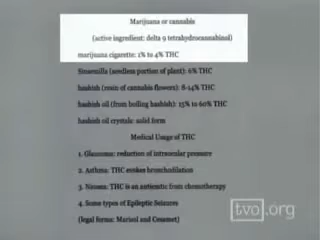 Marijuana or cannabis
(active ingredient: delta 9 tetrahydrocannabinal)
marijuana cigarette: 1% to 4% THC
Sinsemilla (seedless portion of plant): 6% THC
hashish (resin of cannabis flowers): 8-14% THC
hashish oil (from boiling hashish): 15% to 60% THC
hashish oil crystals: solid form
Medical Usage of THC
1. Glaucoma: reduction of intraocular pressure
2. Asthma: THC evokes bronchodilation
3. Nausea: THC is an antiemtic from chemotherapy
4. Some types of Epileptic Seizures
(legal forms: Marisol and Cesamet)
tvo.org